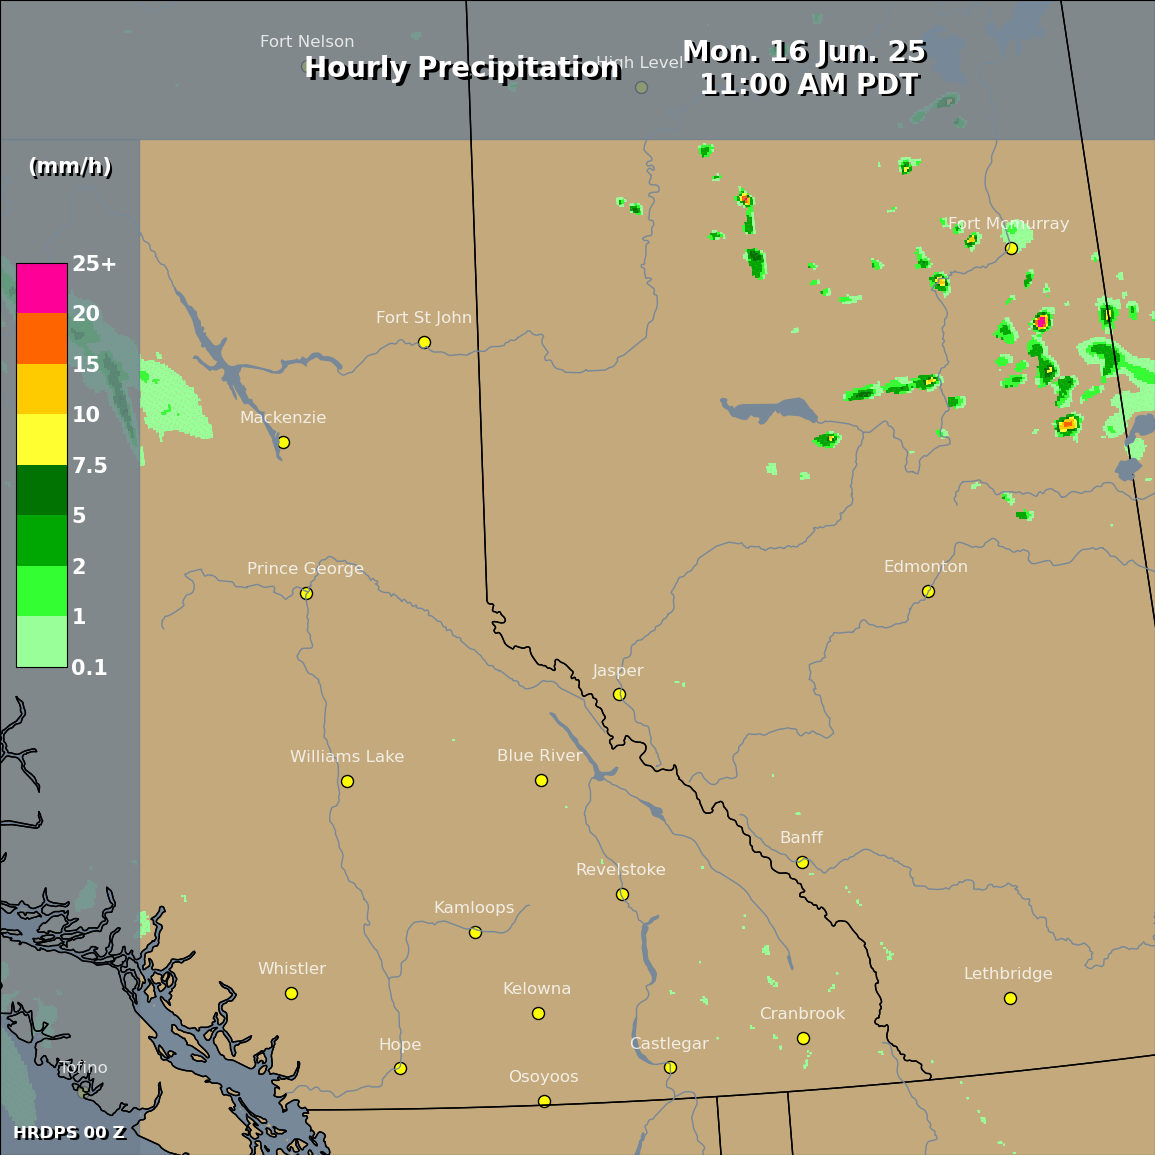 Fort Nelson
Hourly Precipitation
High Level
Mon. 16 Jun. 25
11:00 AM PDT
(mm/h)
25+
20
15
10
7.5
5
2
1
0.1
Fort Mcmurray
Fort St John
Mackenzie
Prince George
Edmonton
Jasper
Williams Lake
Blue River
Banff
Revelstoke
Kamloops
Whistler
Kelowna
Lethbridge
Cranbrook
Hope
Castlegar
Tofino
Osoyoos
HRDPS 00 Z